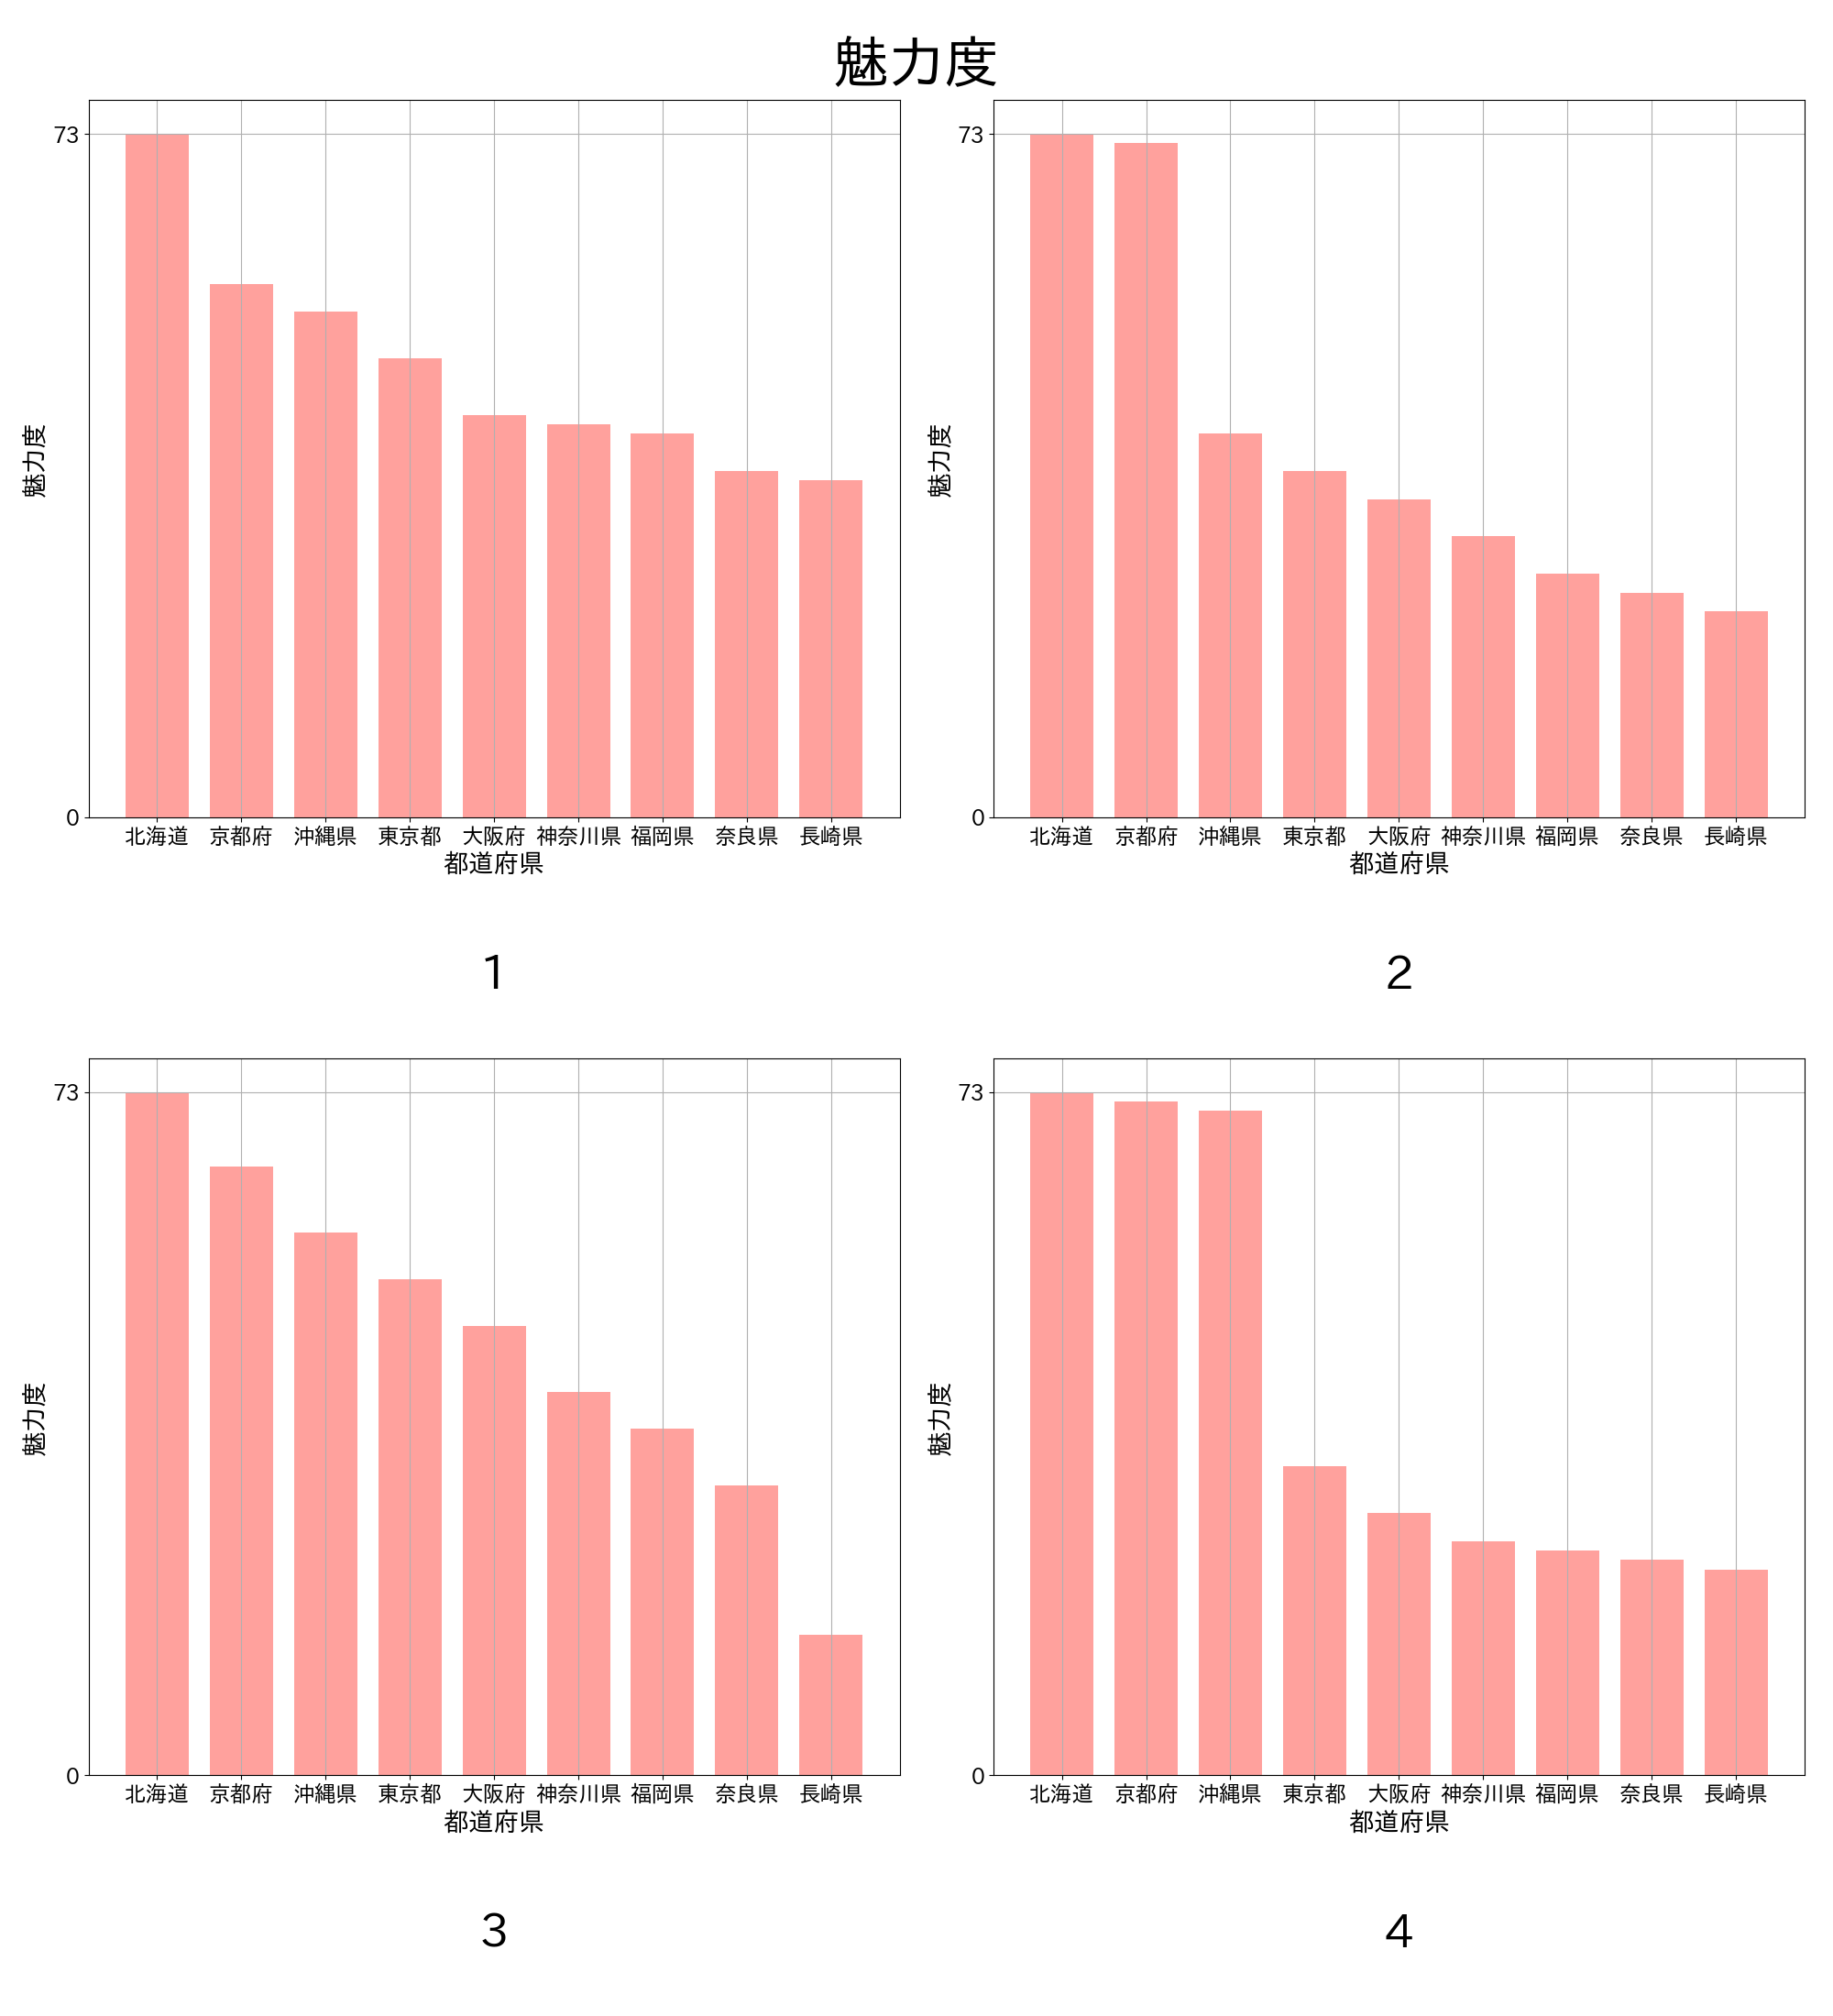 魅力度
73
0
魅力度
北海道 京都府 沖縄県 東京都 大阪府 神奈川県 福岡県 奈良県 長崎県
都道府県
1
73
0
魅力度
北海道 京都府 沖縄県 東京都 大阪府 神奈川県 福岡県 奈良県 長崎県
都道府県
2
73
0
魅力度
北海道 京都府 沖縄県 東京都 大阪府 神奈川県 福岡県 奈良県 長崎県
都道府県
3
73
0
魅力度
北海道 京都府 沖縄県 東京都 大阪府 神奈川県 福岡県 奈良県 長崎県
都道府県
4